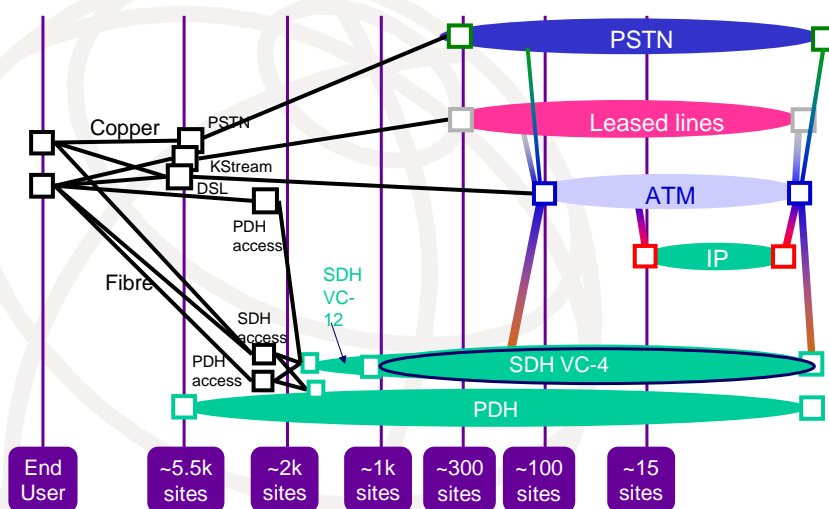 PSTN
Copper
PSTN
Leased lines
KStream
DSL
ATM
PDH
access
IP
Fibre
SDH
VC-
12
SDH
access
PDH
access
SDH VC-4
PDH
End
User
~5.5k
sites
~2k
sites
~1k
sites
~300
sites
~100
sites
~15
sites